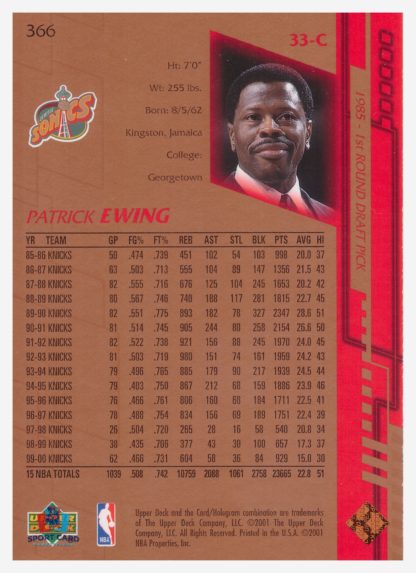 366
33-C
Ht: 7'0"
Wt: 255 lbs.
Born: 8/5/62
Kingston, Jamaica
College:
Georgetown
SONICS
1985 - 1st ROUND DRAFT PICK
PATRICK EWING
YR TEAM GP FG% FT% REB AST STL BLK PTS AVG HI
85-86 KNICKS 50 .474 .739 451 102 54 103 998 20.0 37
86-87 KNICKS 63 .503 .713 555 104 89 147 1356 21.5 43
87-88 KNICKS 82 .555 .716 676 125 104 245 1653 20.2 42
88-89 KNICKS 80 .567 .746 740 188 117 281 1815 22.7 45
89-90 KNICKS 82 .551 .775 893 182 78 327 2347 28.6 51
90-91 KNICKS 81 .514 .745 905 244 80 258 2154 26.6 50
91-92 KNICKS 82 .522 .738 921 156 88 245 1970 24.0 45
92-93 KNICKS 81 .503 .719 980 151 74 161 1959 24.2 43
93-94 KNICKS 79 .496 .765 885 179 90 217 1939 24.5 44
94-95 KNICKS 79 .483 .750 867 212 68 159 1886 23.9 46
95-96 KNICKS 76 .466 .761 806 160 68 184 1711 22.5 41
96-97 KNICKS 78 .488 .754 834 156 69 189 1751 22.4 39
97-98 KNICKS 26 .504 .720 265 28 16 58 540 20.8 34
98-99 KNICKS 38 .435 .706 377 43 30 100 657 17.3 37
99-00 KNICKS 62 .466 .731 604 58 36 84 929 15.0 30
15 NBA TOTALS 1039 .508 .742 10759 2088 1061 2758 23665 22.8 51
Upper Deck and the Card/Hologram combination are trademarks
of The Upper Deck Company, LLC. ©2001 The Upper Deck
Company, LLC. All Rights Reserved. Printed in the U.S.A. ©2001
NBA Properties, Inc.
UPPER DECK
SPORT CARD
NBA